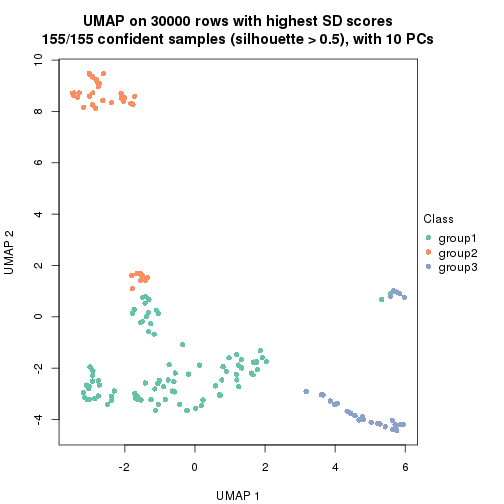 UMAP on 30000 rows with highest SD scores
155/155 confident samples (silhouette > 0.5), with 10 PCs
10
8
6
4
2
0
-2
-4
UMAP 2
-2
0
2
4
6
UMAP 1
Class
group1
group2
group3